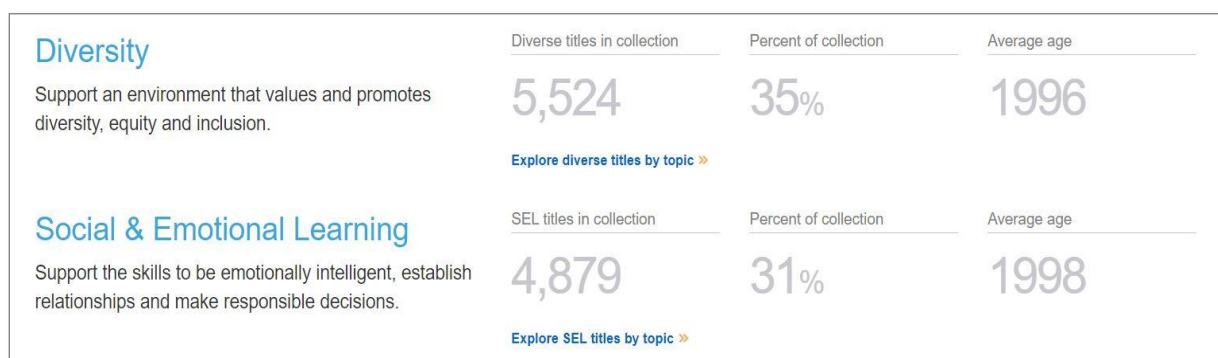 Diversity
Support an environment that values and promotes
diversity, equity and inclusion.
Diverse titles in collection
5,524
Explore diverse titles by topic »
Percent of collection
35%
Average age
1996
Social & Emotional Learning
Support the skills to be emotionally intelligent, establish
relationships and make responsible decisions.
SEL titles in collection
4,879
Explore SEL titles by topic »
Percent of collection
31%
Average age
1998